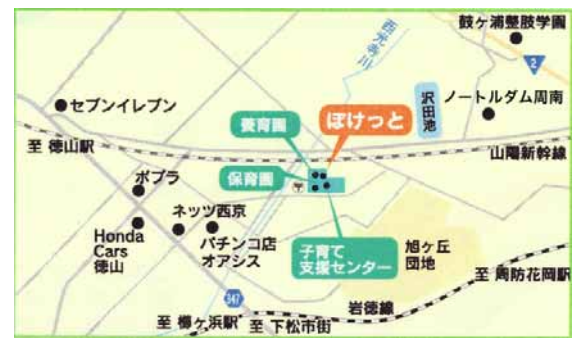 鼓ヶ浦整肢学園
2
西光寺川
セブンイレブン
沢田池
ノートルダム周南
養育園
ぽけっと
至 徳山駅
山陽新幹線
ポプラ
保育園
〒
ネッツ西京
Honda
Cars
徳山
パチンコ店
オアシス
子育て
支援センター
旭ヶ丘
団地
至 周防花岡駅
347
岩徳線
至 櫛ヶ浜駅
至 下松市街